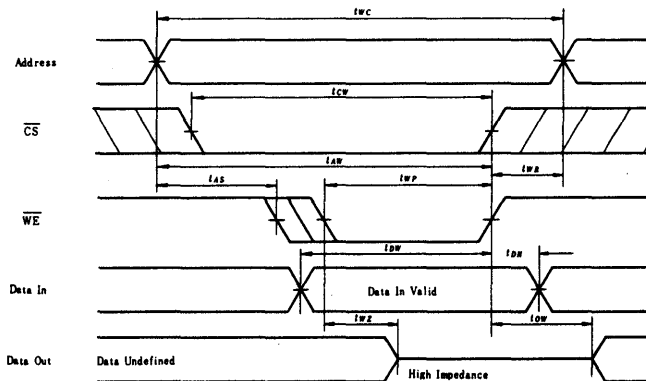 tWC
Address
tCW
CS
tAW
tWR
tAS
tWP
WE
tDW
tDH
Data In
Data In Valid
tWZ
tOW
Data Out
Data Undefined
High Impedance